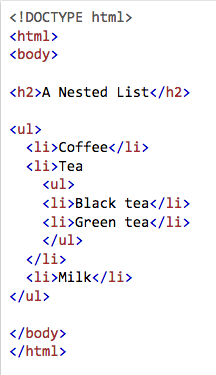 <!DOCTYPE html>
<html>
<body>

<h2>A Nested List</h2>

<ul>
  <li>Coffee</li>
  <li>Tea
    <ul>
    <li>Black tea</li>
    <li>Green tea</li>
    </ul>
  </li>
  <li>Milk</li>
</ul>

</body>
</html>